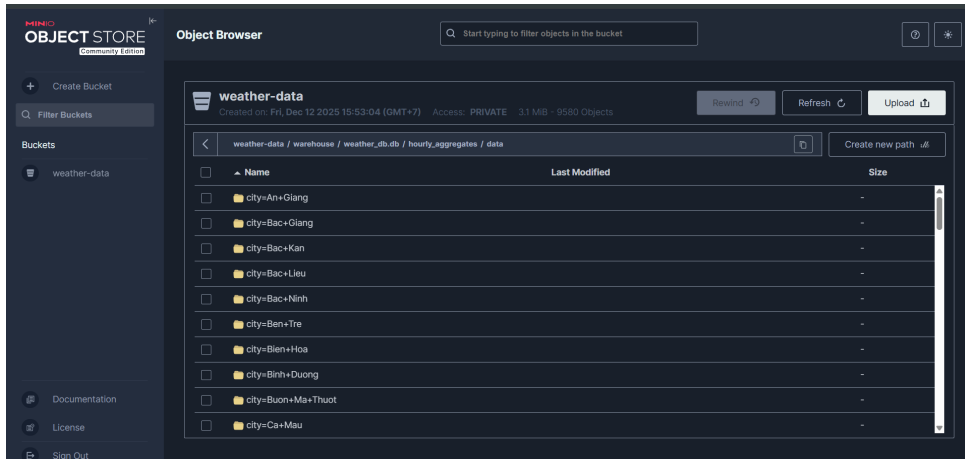 MINIO
OBJECT STORE
Community Edition
Create Bucket
Filter Buckets
Buckets
weather-data
Documentation
License
Sign Out
Object Browser
Start typing to filter objects in the bucket
weather-data
Created on: Fri, Dec 12 2025 15:53:04 (GMT+7) Access: PRIVATE 3.1 MiB - 9580 Objects
Rewind
Refresh
Upload
weather-data / warehouse / weather_db.db / hourly_aggregates / data
Create new path
Name Last Modified Size
city=An+Giang -
city=Bac+Giang -
city=Bac+Kan -
city=Bac+Lieu -
city=Bac+Ninh -
city=Ben+Tre -
city=Bien+Hoa -
city=Binh+Duong -
city=Buon+Ma+Thuot -
city=Ca+Mau -